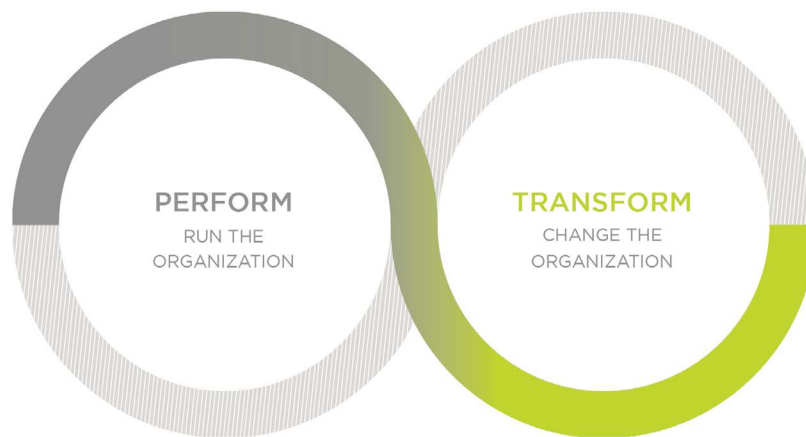 PERFORM
RUN THE
ORGANIZATION
TRANSFORM
CHANGE THE
ORGANIZATION